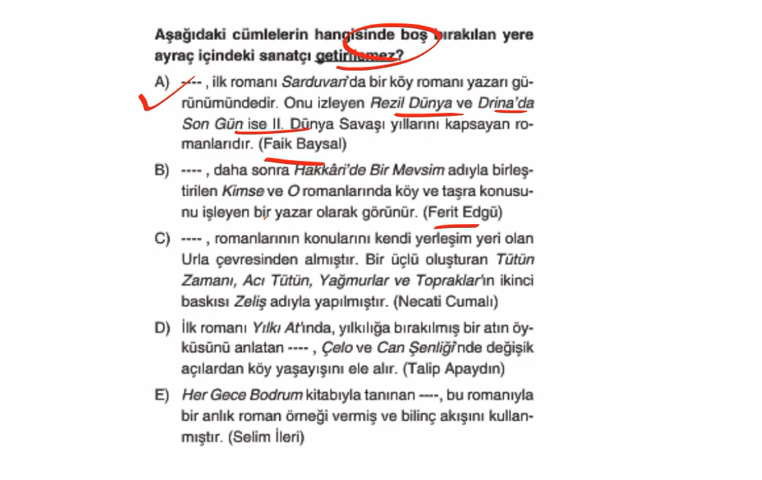 Aşağıdaki cümlelerin hangisinde boş bırakılan yere
ayraç içindeki sanatçı getirilemez?
A) ----, ilk romanı Sarduvan'da bir köy romanı yazarı gö-
rünümündedir. Onu izleyen Rezil Dünya ve Drina'da
Son Gün ise II. Dünya Savaşı yıllarını kapsayan ro-
manlarıdır. (Faik Baysal)
B) ----, daha sonra Hakkâri'de Bir Mevsim adıyla birleş-
tirilen Kimse ve O romanlarında köy ve taşra konusu-
nu işleyen bir yazar olarak görünür. (Ferit Edgü)
C) ----, romanlarının konularını kendi yerleşim yeri olan
Urla çevresinden almıştır. Bir üçlü oluşturan Tütün
Zamanı, Acı Tütün, Yağmurlar ve Topraklar'ın ikinci
baskısı Zeliş adıyla yapılmıştır. (Necati Cumalı)
D) İlk romanı Yılkı Atı'nda, yılkılığa bırakılmış bir atın öy-
küsünü anlatan ----, Çelo ve Can Şenliği'nde değişik
açılardan köy yaşayışını ele alır. (Talip Apaydın)
E) Her Gece Bodrum kitabıyla tanınan ----, bu romanıyla
bir anlık roman örneği vermiş ve bilinç akışını kullan-
mıştır. (Selim İleri)